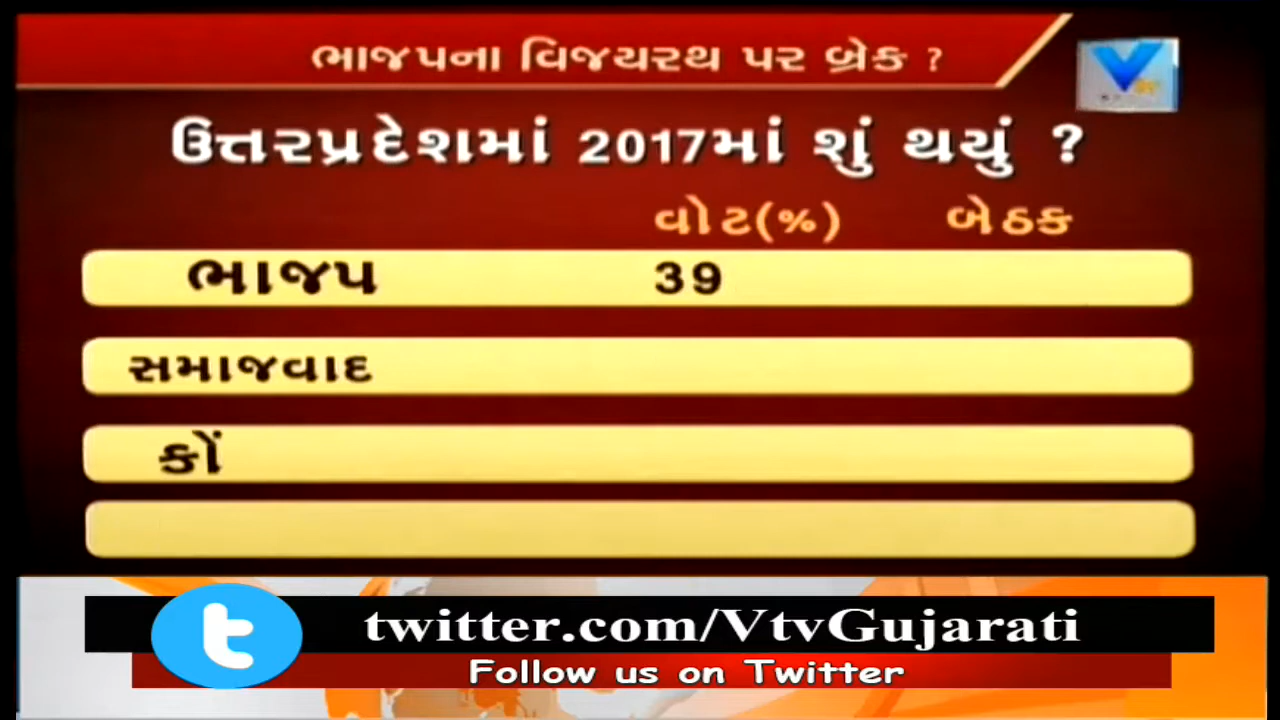 ભાજપના વિજયરથ પર બ્રેક ?
ઉત્તરપ્રદેશમાં 2017માં શું થયું ?
વોટ(%) બેઠક
ભાજપ 39
સમાજવાદ
કોં
twitter.com/VtvGujarati
Follow us on Twitter